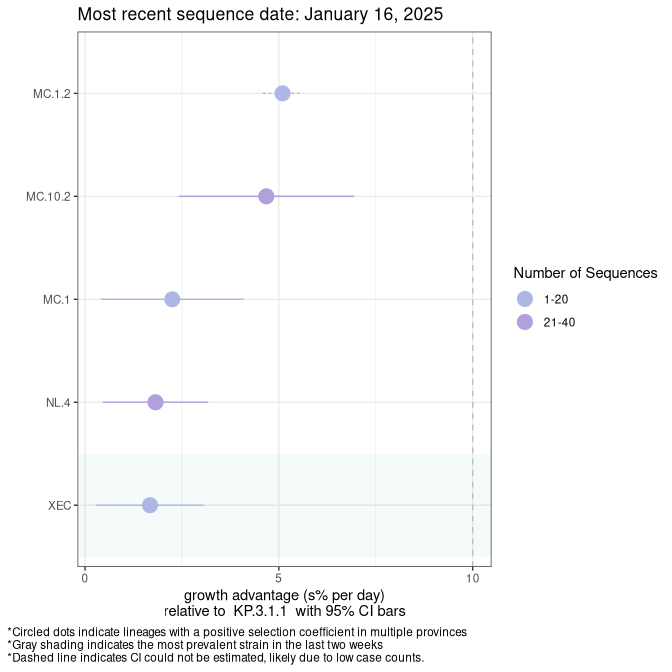 Most recent sequence date: January 16, 2025
MC.1.2
MC.10.2
MC.1
NL.4
XEC
0 5 10
growth advantage (s% per day)
relative to KP.3.1.1 with 95% CI bars
Number of Sequences
1-20
21-40
*Circled dots indicate lineages with a positive selection coefficient in multiple provinces
*Gray shading indicates the most prevalent strain in the last two weeks
*Dashed line indicates CI could not be estimated, likely due to low case counts.